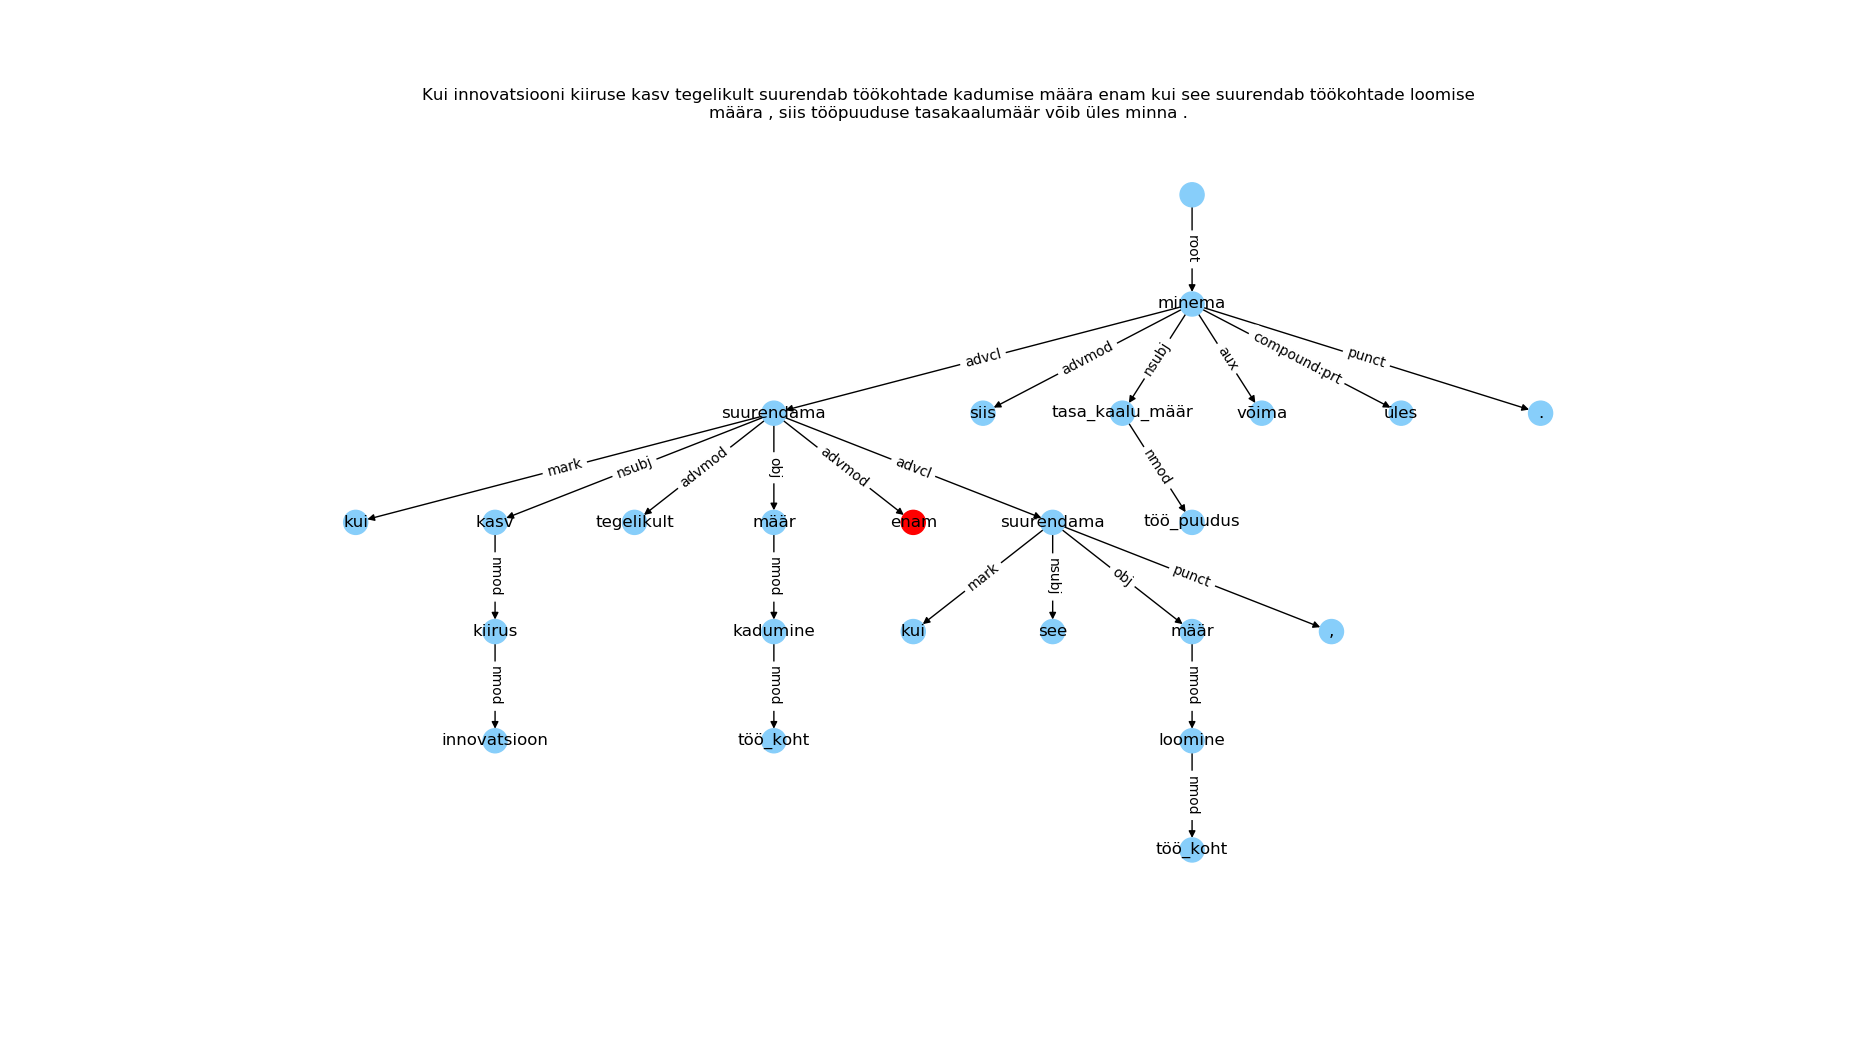 Kui innovatsiooni kiiruse kasv tegelikult suurendab töökohtade kadumise määra enam kui see suurendab töökohtade loomise
määra , siis tööpuuduse tasakaalumäär võib üles minna .
root
minema
advcl
advmod
nsubj
aux
compound:prt
punct
suurendama
siis
tasa_kaalu_määr
võima
üles
.
mark
nsubj
advmod
obj
advmod
advcl
nmod
kui
kasv
tegelikult
määr
enam
suurendama
töö_puudus
nmod
nmod
mark
nsubj
obj
punct
kiirus
kadumine
kui
see
määr
,
nmod
nmod
nmod
innovatsioon
töö_koht
loomine
nmod
töö_koht